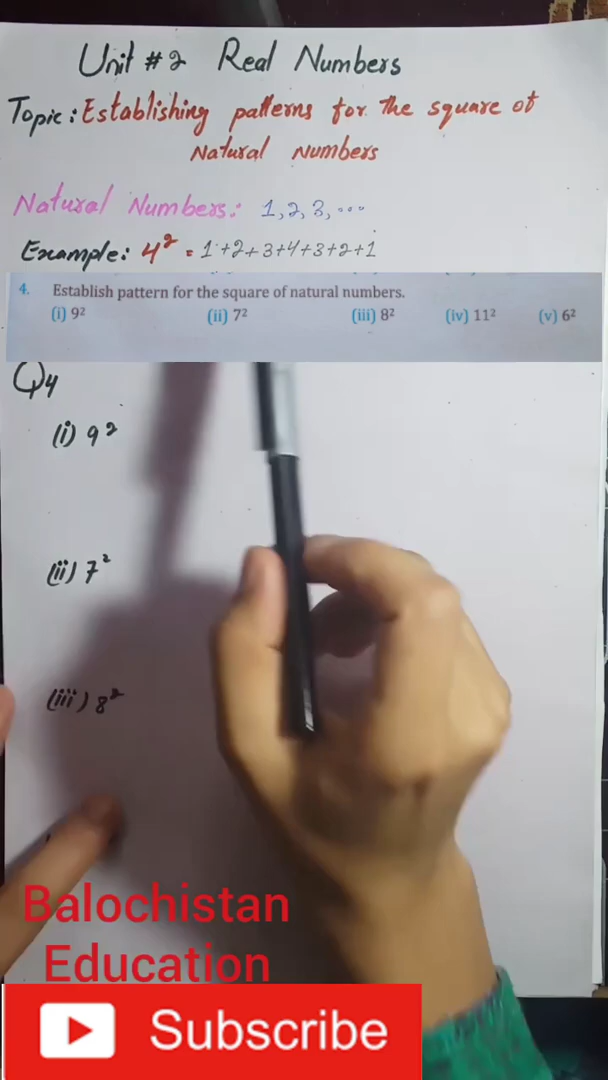 Unit # 2 Real Numbers
Topic: Establishing patterns for the square of
Natural Numbers
Natural Numbers: 1, 2, 3, ...
Example: 4² = 1+2+3+4+3+2+1
4. Establish pattern for the square of natural numbers.
(i) 9² (ii) 7² (iii) 8² (iv) 11² (v) 6²
Q4
(i) 9²
(ii) 7²
(iii) 8²
Balochistan
Education
Subscribe